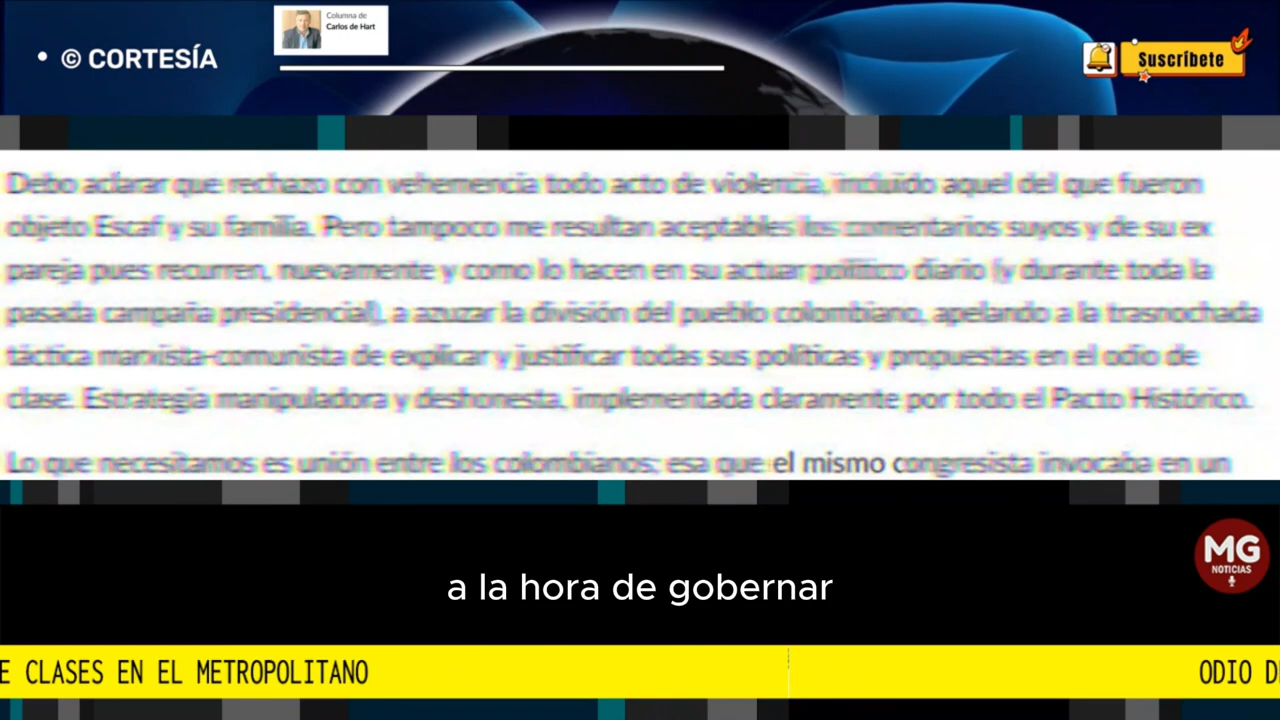 • © CORTESÍA
Columna de
Carlos de Hart
Suscríbete
Debo aclarar que rechazo con vehemencia todo acto de violencia, incluido aquel del que fueron
objeto Escaf y su familia. Pero tampoco me resultan aceptables los comentarios suyos y de su ex
pareja pues recurren, nuevamente y como lo hacen en su actuar político diario (y durante toda la
pasada campaña presidencial), a azuzar la división del pueblo colombiano, apelando a la trasnochada
táctica marxista-comunista de explicar y justificar todas sus políticas y propuestas en el odio de
clase. Estrategia manipuladora y deshonesta, implementada claramente por todo el Pacto Histórico.
Lo que necesitamos es unión entre los colombianos; esa que el mismo congresista invocaba en un
MG
NOTICIAS
a la hora de gobernar
E CLASES EN EL METROPOLITANO
ODIO D